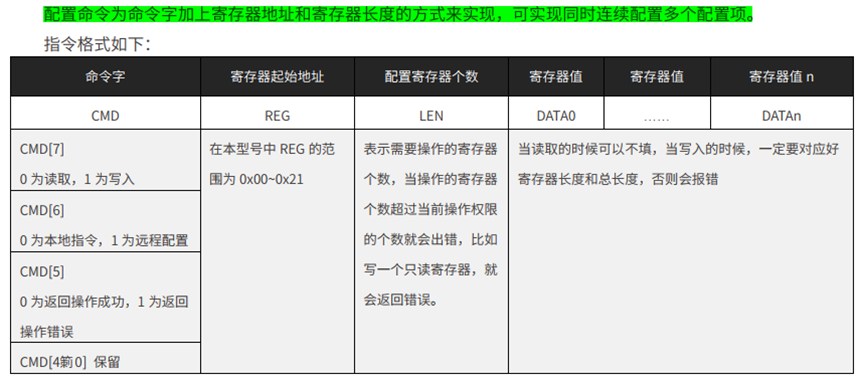 配置命令为命令字加上寄存器地址和寄存器长度的方式来实现，可实现同时连续配置多个配置项。
指令格式如下：
命令字 寄存器起始地址 配置寄存器个数 寄存器值 寄存器值 寄存器值 n
CMD REG LEN DATA0 …… DATAn
CMD[7]
0 为读取，1 为写入
CMD[6]
0 为本地指令，1 为远程配置
CMD[5]
0 为返回操作成功，1 为返回
操作错误
CMD[4箣0] 保留
在本型号中 REG 的范
围为 0x00~0x21
表示需要操作的寄存器
个数，当操作的寄存器
个数超过当前操作权限
的个数就会出错，比如
写一个只读寄存器，就
会返回错误。
当读取的时候可以不填，当写入的时候，一定要对应好
寄存器长度和总长度，否则会报错